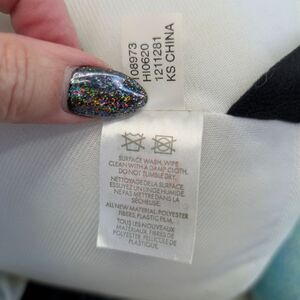 108973
HI0620
1211281
KS CHINA
SURFACE WASH, WIPE
CLEAN WITH A DAMP CLOTH.
DO NOT TUMBLE DRY.
NETTOYAGE DE LA SURFACE.
ESSUYEZ UN LINGE HUMIDE.
NE PAS METTRE DANS LA
SÉCHEUSE.
ALL NEW MATERIAL: POLYESTER
FIBERS, PLASTIC FILM.
TOUS LES NOUVEAUX
MATERIAUX: FIBRES DE
POLYESTER, PELLICULE DE
PLASTIQUE.